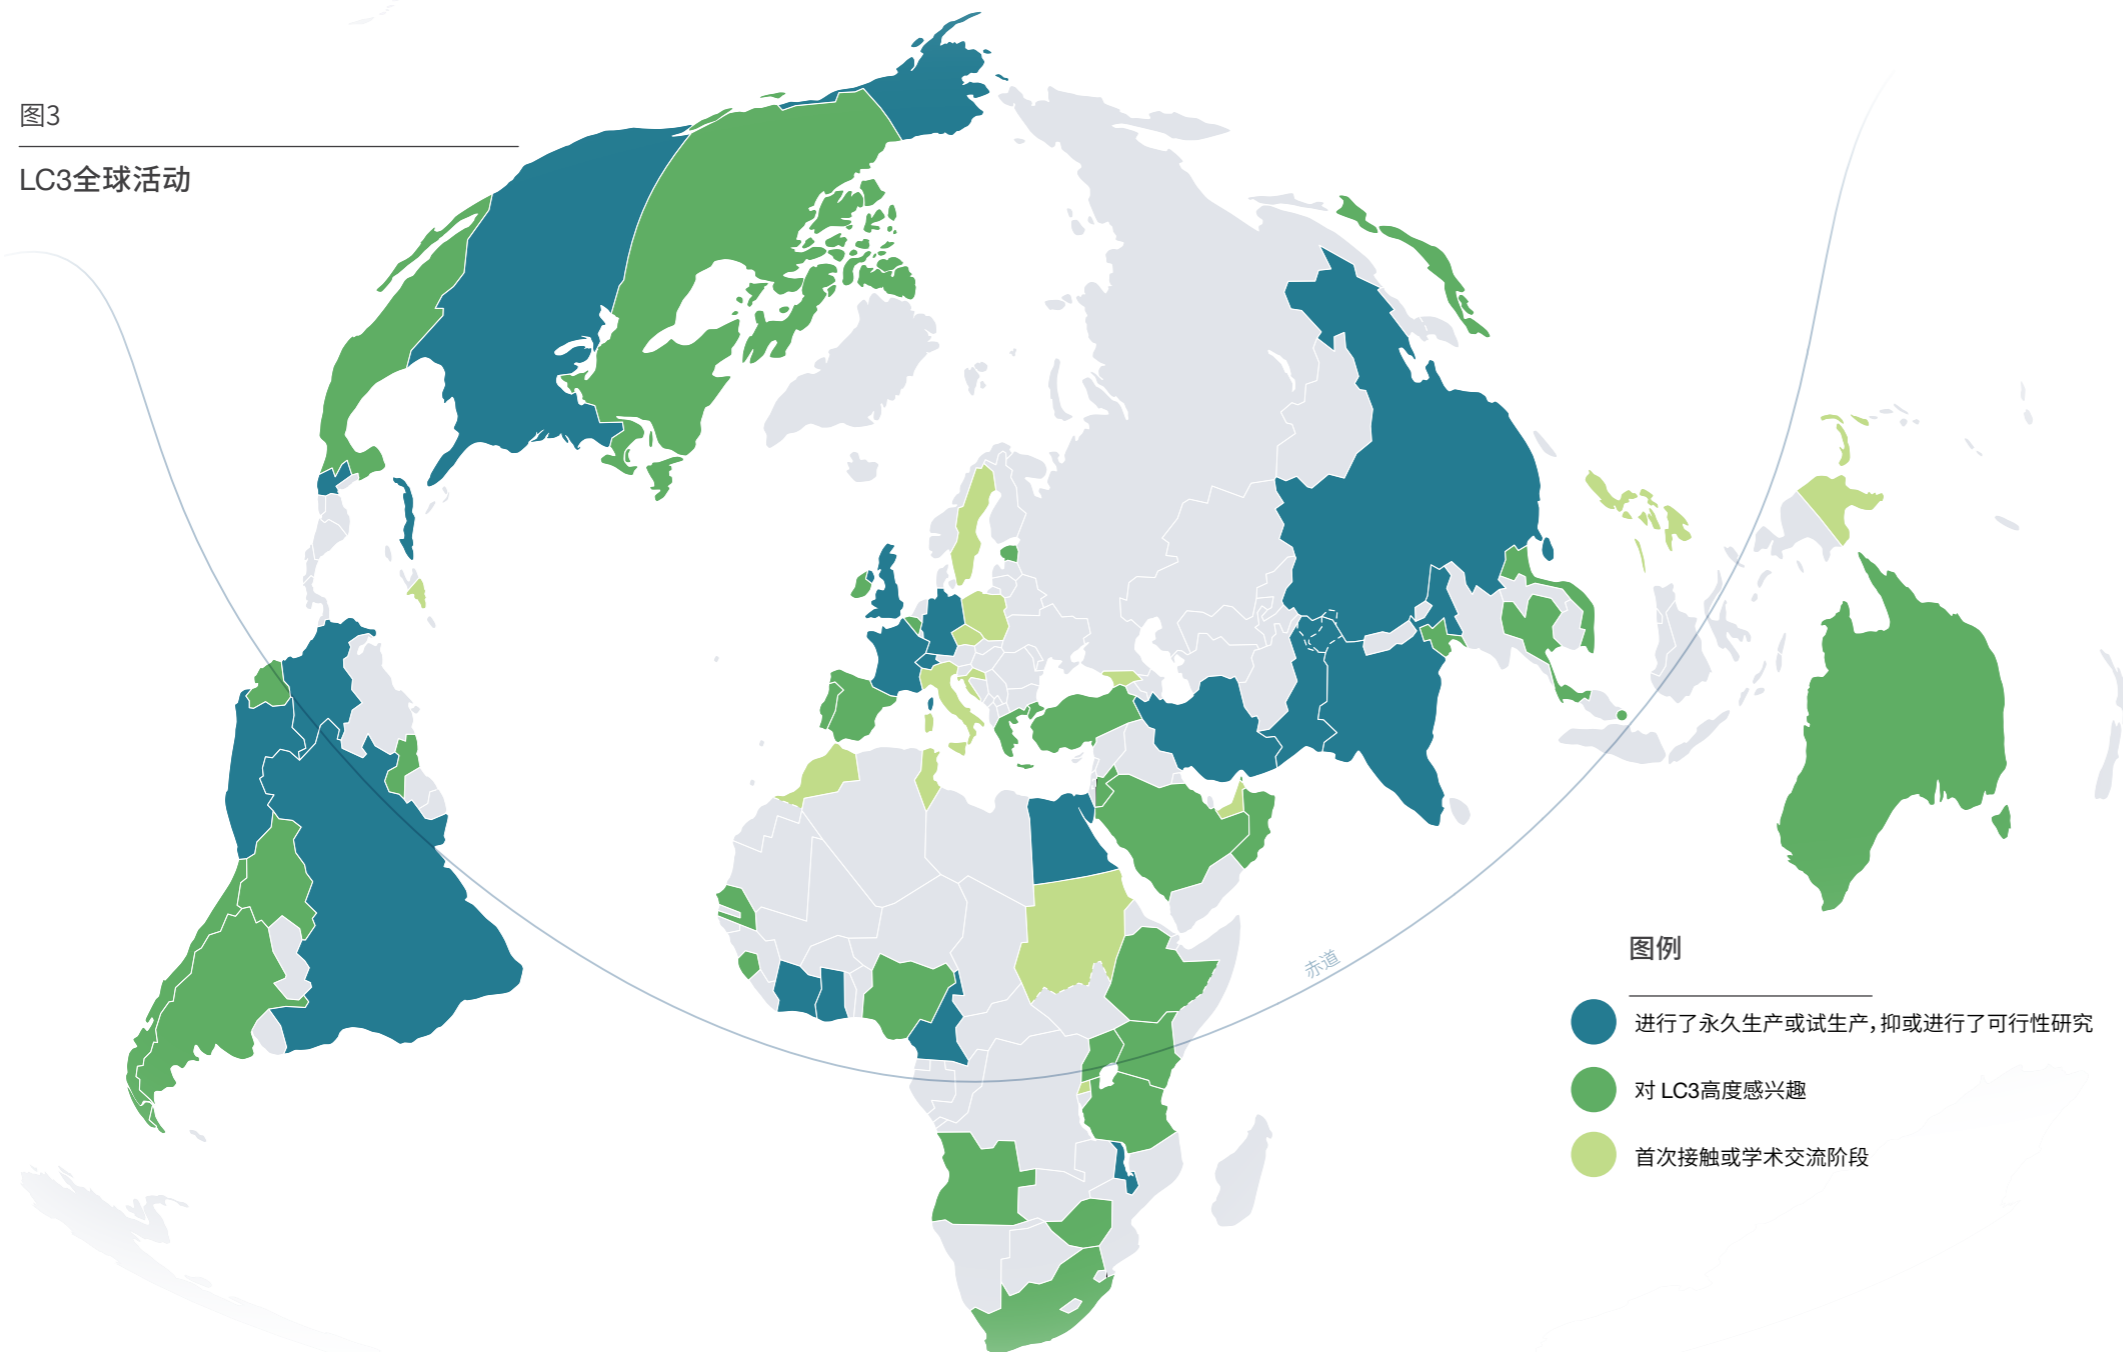 图3
LC3全球活动
赤道
图例
进行了永久生产或试生产，抑或进行了可行性研究
对 LC3高度感兴趣
首次接触或学术交流阶段